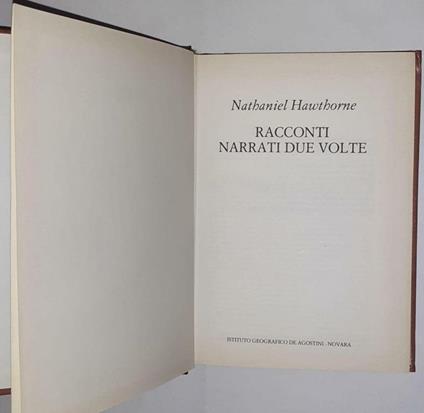 Nathaniel Hawthorne
RACCONTI
NARRATI DUE VOLTE
ISTITUTO GEOGRAFICO DE AGOSTINI - NOVARA